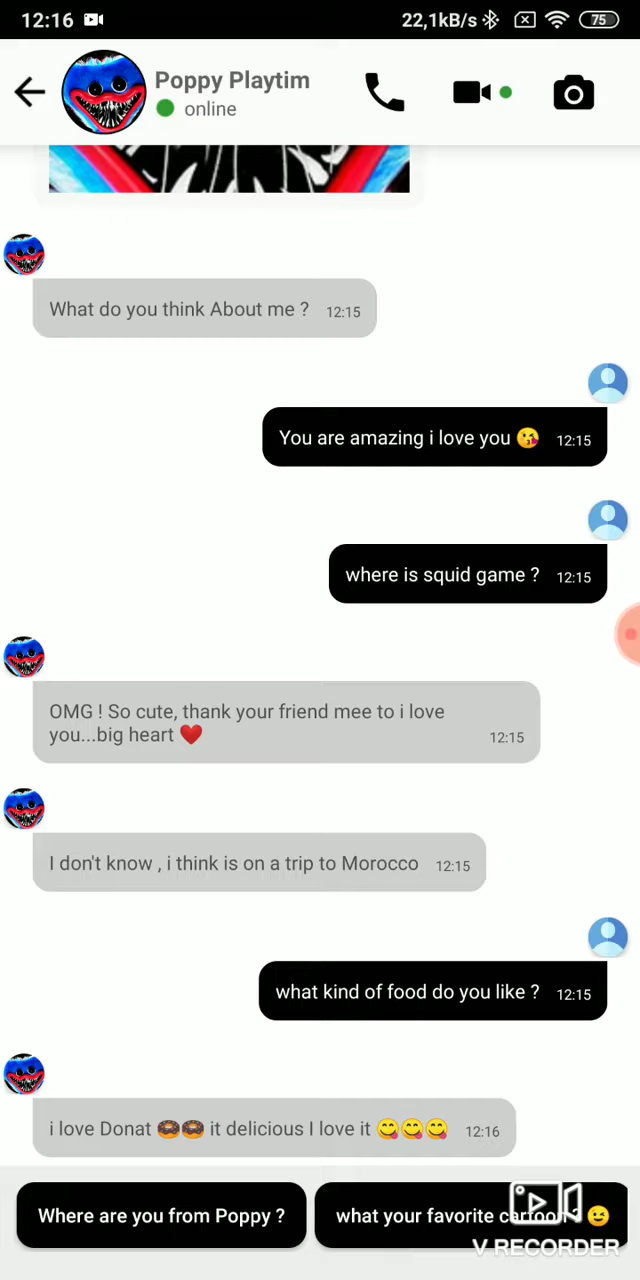 12:16
22,1kB/s
75
Poppy Playtim
online
What do you think About me ? 12:15
You are amazing i love you 😘 12:15
where is squid game ? 12:15
OMG ! So cute, thank your friend mee to i love
you...big heart ❤️ 12:15
I don't know , i think is on a trip to Morocco 12:15
what kind of food do you like ? 12:15
i love Donat 🍩🍩 it delicious I love it 😋😋😋 12:16
Where are you from Poppy ?
what your favorite cartoon ? 😉
V RECORDER